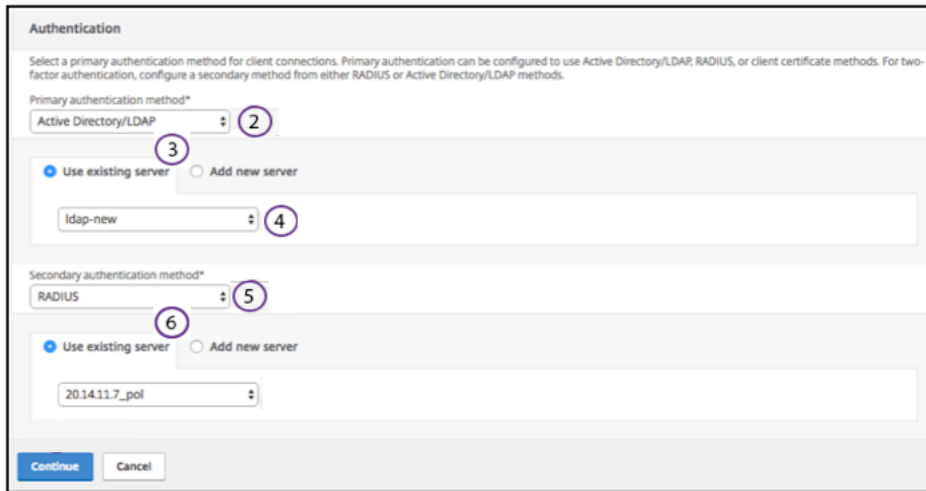 Authentication
Select a primary authentication method for client connections. Primary authentication can be configured to use Active Directory/LDAP, RADIUS, or client certificate methods. For two-
factor authentication, configure a secondary method from either RADIUS or Active Directory/LDAP methods.
Primary authentication method*
Active Directory/LDAP 2
3
Use existing server Add new server
ldap-new 4
Secondary authentication method*
RADIUS 5
6
Use existing server Add new server
20.14.11.7_pol
Continue Cancel